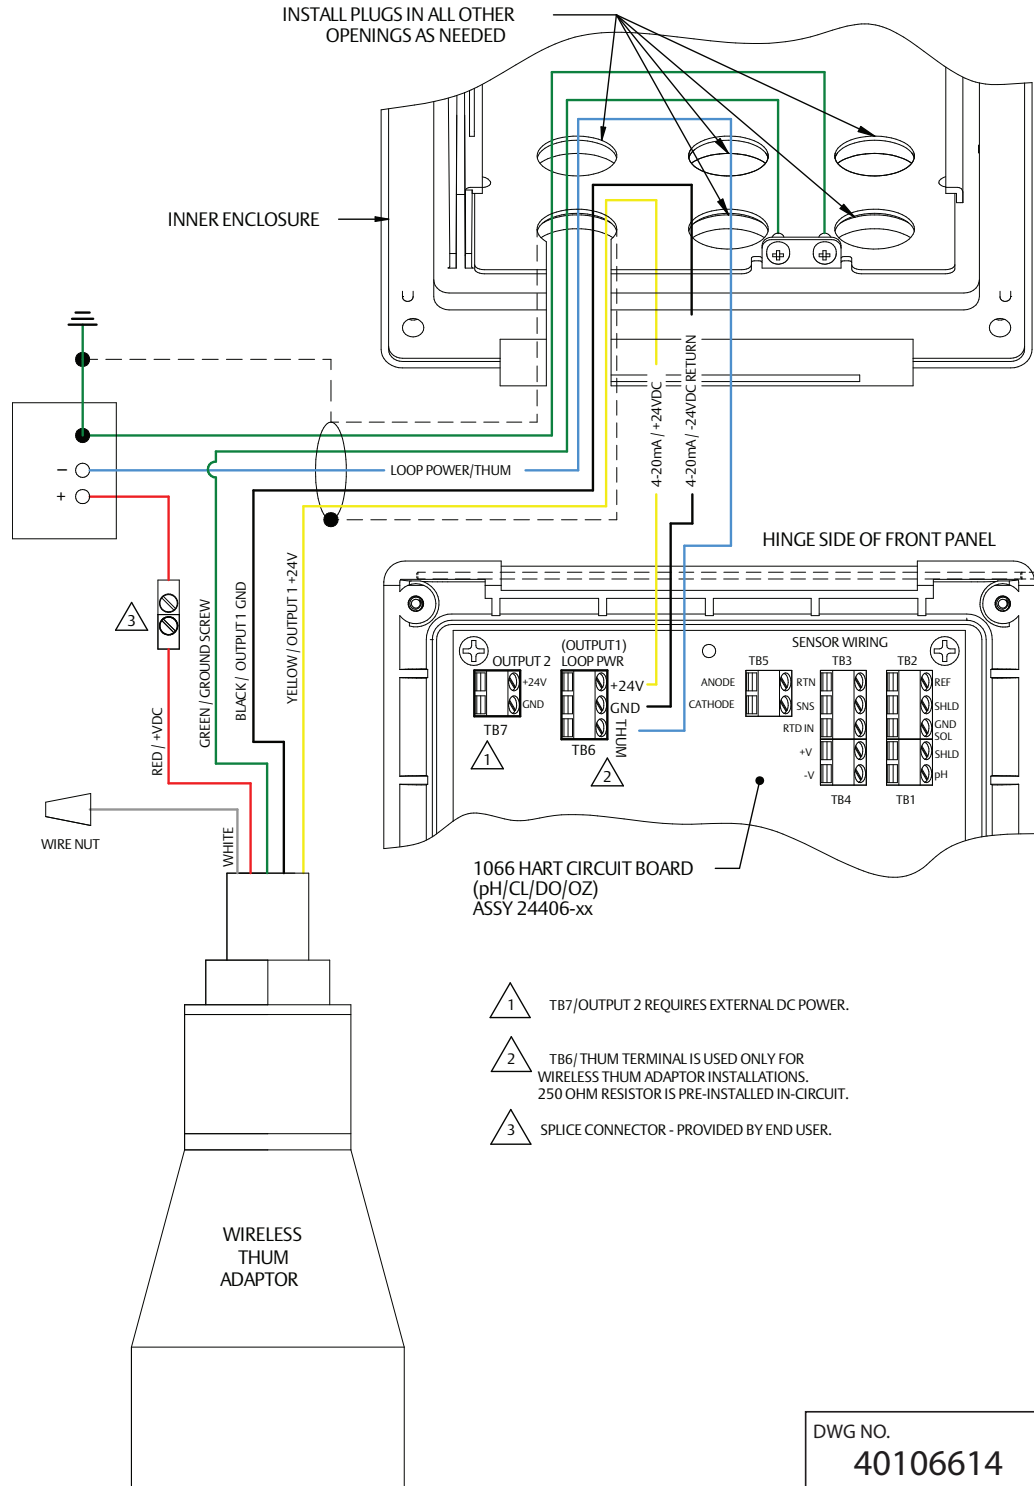 INSTALL PLUGS IN ALL OTHER
OPENINGS AS NEEDED
INNER ENCLOSURE
4-20mA / +24VDC
4-20mA / -24VDC RETURN
−
+
LOOP POWER/THUM
3
RED / +VDC
GREEN / GROUND SCREW
BLACK / OUTPUT 1 GND
YELLOW / OUTPUT 1 +24V
WHITE
WIRE NUT
HINGE SIDE OF FRONT PANEL
OUTPUT 2
+24V
GND
TB7
1
(OUTPUT1)
LOOP PWR
+24V
GND
THUM
TB6
2
SENSOR WIRING
TB5
TB3
TB2
ANODE
CATHODE
RTN
SNS
RTD IN
+V
-V
TB4
REF
SHLD
GND
SOL
SHLD
pH
TB1
1066 HART CIRCUIT BOARD
(pH/CL/DO/OZ)
ASSY 24406-xx
1 TB7/OUTPUT 2 REQUIRES EXTERNAL DC POWER.
2 TB6/ THUM TERMINAL IS USED ONLY FOR
WIRELESS THUM ADAPTOR INSTALLATIONS.
250 OHM RESISTOR IS PRE-INSTALLED IN-CIRCUIT.
3 SPLICE CONNECTOR - PROVIDED BY END USER.
WIRELESS
THUM
ADAPTOR
DWG NO.
40106614